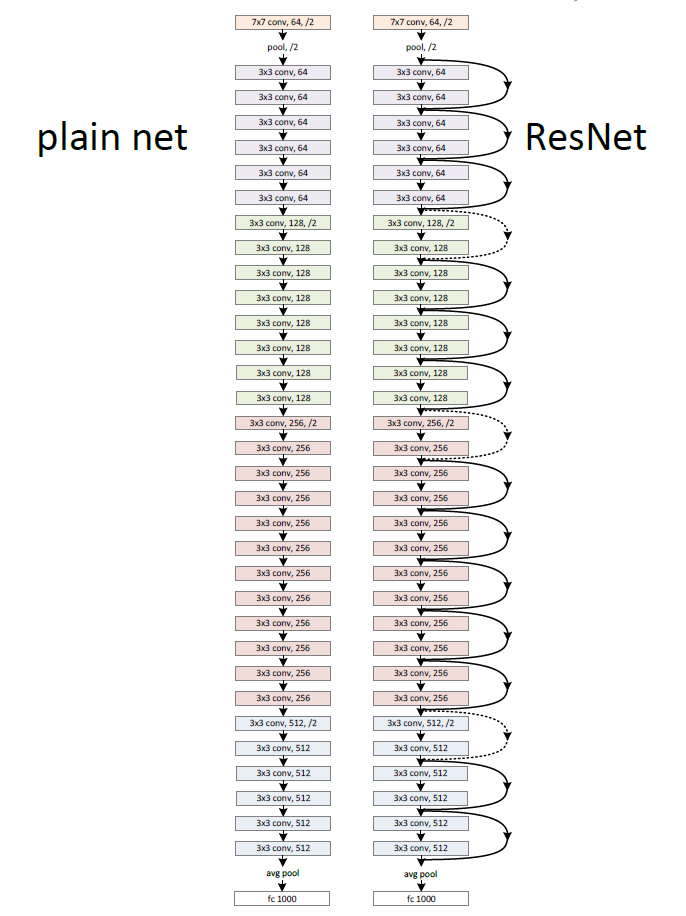 plain net
7x7 conv, 64, /2
pool, /2
3x3 conv, 64
3x3 conv, 64
3x3 conv, 64
3x3 conv, 64
3x3 conv, 64
3x3 conv, 64
3x3 conv, 128, /2
3x3 conv, 128
3x3 conv, 128
3x3 conv, 128
3x3 conv, 128
3x3 conv, 128
3x3 conv, 128
3x3 conv, 128
3x3 conv, 256, /2
3x3 conv, 256
3x3 conv, 256
3x3 conv, 256
3x3 conv, 256
3x3 conv, 256
3x3 conv, 256
3x3 conv, 256
3x3 conv, 256
3x3 conv, 256
3x3 conv, 256
3x3 conv, 256
3x3 conv, 512, /2
3x3 conv, 512
3x3 conv, 512
3x3 conv, 512
3x3 conv, 512
3x3 conv, 512
avg pool
fc 1000
ResNet
7x7 conv, 64, /2
pool, /2
3x3 conv, 64
3x3 conv, 64
3x3 conv, 64
3x3 conv, 64
3x3 conv, 64
3x3 conv, 64
3x3 conv, 128, /2
3x3 conv, 128
3x3 conv, 128
3x3 conv, 128
3x3 conv, 128
3x3 conv, 128
3x3 conv, 128
3x3 conv, 128
3x3 conv, 256, /2
3x3 conv, 256
3x3 conv, 256
3x3 conv, 256
3x3 conv, 256
3x3 conv, 256
3x3 conv, 256
3x3 conv, 256
3x3 conv, 256
3x3 conv, 256
3x3 conv, 256
3x3 conv, 256
3x3 conv, 512, /2
3x3 conv, 512
3x3 conv, 512
3x3 conv, 512
3x3 conv, 512
3x3 conv, 512
avg pool
fc 1000